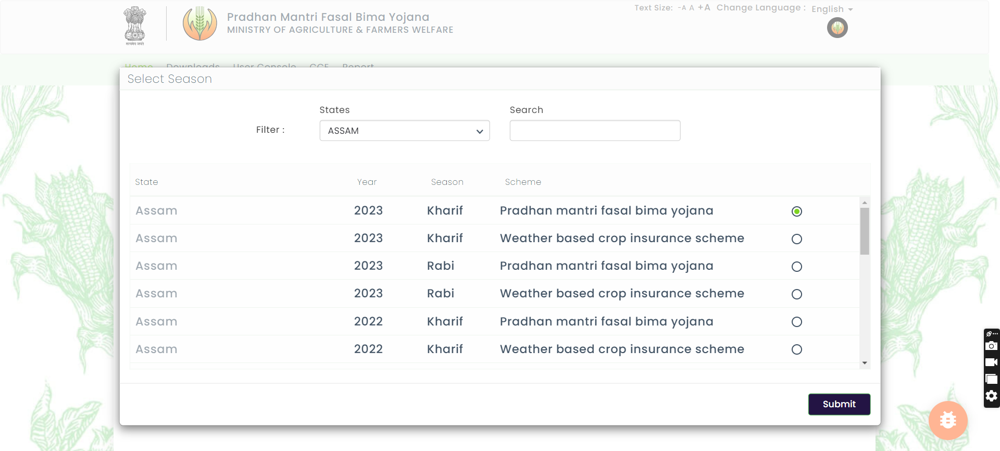 Pradhan Mantri Fasal Bima Yojana
MINISTRY OF AGRICULTURE & FARMERS WELFARE
सत्यमेव जयते
Text Size: -A A +A Change Language : English
Home Downloads User Console CCE Report
Select Season
States Search
Filter : ASSAM
State Year Season Scheme
Assam 2023 Kharif Pradhan mantri fasal bima yojana
Assam 2023 Kharif Weather based crop insurance scheme
Assam 2023 Rabi Pradhan mantri fasal bima yojana
Assam 2023 Rabi Weather based crop insurance scheme
Assam 2022 Kharif Pradhan mantri fasal bima yojana
Assam 2022 Kharif Weather based crop insurance scheme
Submit